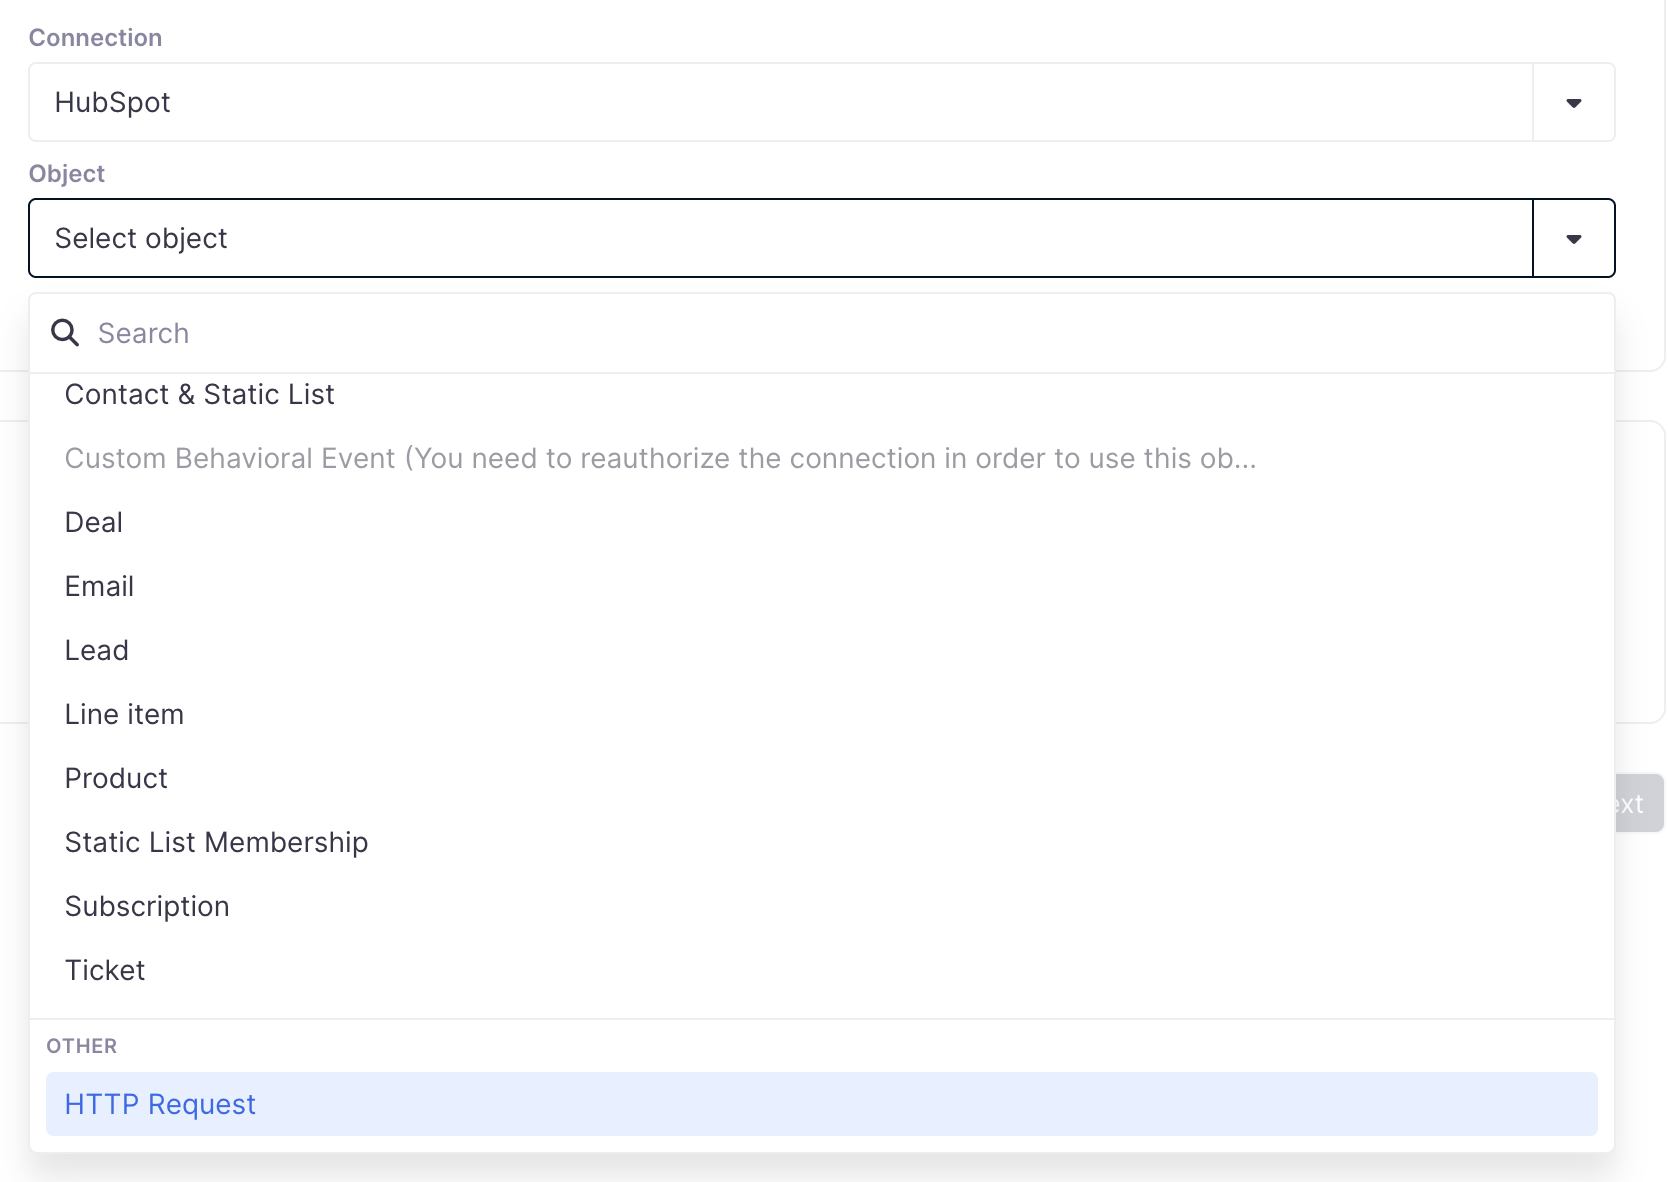 Connection
HubSpot
Object
Select object
Search
Contact & Static List
Custom Behavioral Event (You need to reauthorize the connection in order to use this ob...
Deal
Email
Lead
Line item
Product
ext
Static List Membership
Subscription
Ticket
OTHER
HTTP Request